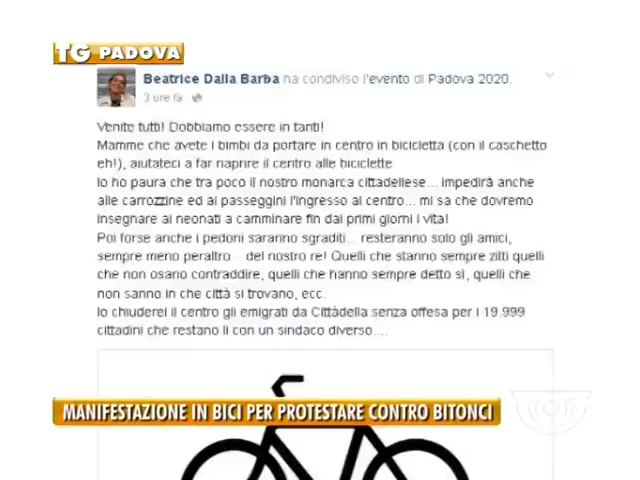 TG PADOVA
Beatrice Dalla Barba ha condiviso l'evento di Padova 2020.
3 ore fa
Venite tutti! Dobbiamo essere in tanti!
Mamme che avete i bimbi da portare in centro in bicicletta (con il caschetto
eh!), aiutateci a far riaprire il centro alle biciclette.
Io ho paura che tra poco il nostro monarca cittadellese... impedirà anche
alle carrozzine ed ai passeggini l'ingresso al centro... mi sa che dovremo
insegnare ai neonati a camminare fin dai primi giorni i vita!
Poi forse anche i pedoni saranno sgraditi... resteranno solo gli amici,
sempre meno peraltro... del nostro re! Quelli che stanno sempre zitti quelli
che non osano contraddire, quelli che hanno sempre detto sì, quelli che
non sanno in che città si trovano, ecc.
Io chiuderei il centro gli emigrati da Cittàdella senza offesa per i 19.999
cittadini che restano lì con un sindaco diverso....
MANIFESTAZIONE IN BICI PER PROTESTARE CONTRO BITONCI